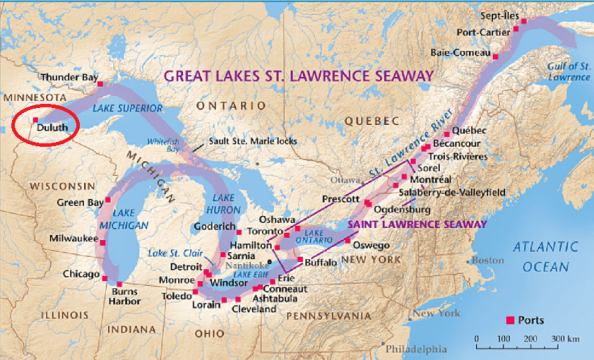 Sept-Îles
Port-Cartier
Baie-Comeau
Gulf of St.
Lawrence
Thunder Bay
GREAT LAKES ST. LAWRENCE SEAWAY
MINNESOTA
LAKE SUPERIOR
ONTARIO
QUEBEC
Duluth
St. Lawrence River
Québec
Bécancour
Trois-Rivières
Whitefish
Bay
Sault Ste. Marie locks
Sorel
Montréal
Ottawa
Salaberry-de-Valleyfield
MICHIGAN
WISCONSIN
Prescott
Ogdensburg
Green Bay
LAKE
HURON
LAKE
MICHIGAN
Goderich
Oshawa
Toronto
SAINT LAWRENCE SEAWAY
LAKE
ONTARIO
Milwaukee
Hamilton
Oswego
Lake St. Clair
Sarnia
Nantikoke
Buffalo
NEW YORK
Boston
ATLANTIC
OCEAN
Detroit
LAKE ERIE
Chicago
Monroe
Windsor
Erie
Burns
Harbor
Toledo
Conneaut
Ashtabula
Lorain
Cleveland
ILLINOIS
INDIANA
OHIO
PENNSYLVANIA
Philadelphia
Ports
0 100 200 300 km